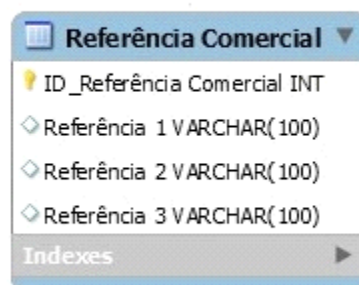 Referência Comercial
ID_Referência Comercial INT
Referência 1 VARCHAR(100)
Referência 2 VARCHAR(100)
Referência 3 VARCHAR(100)
Indexes